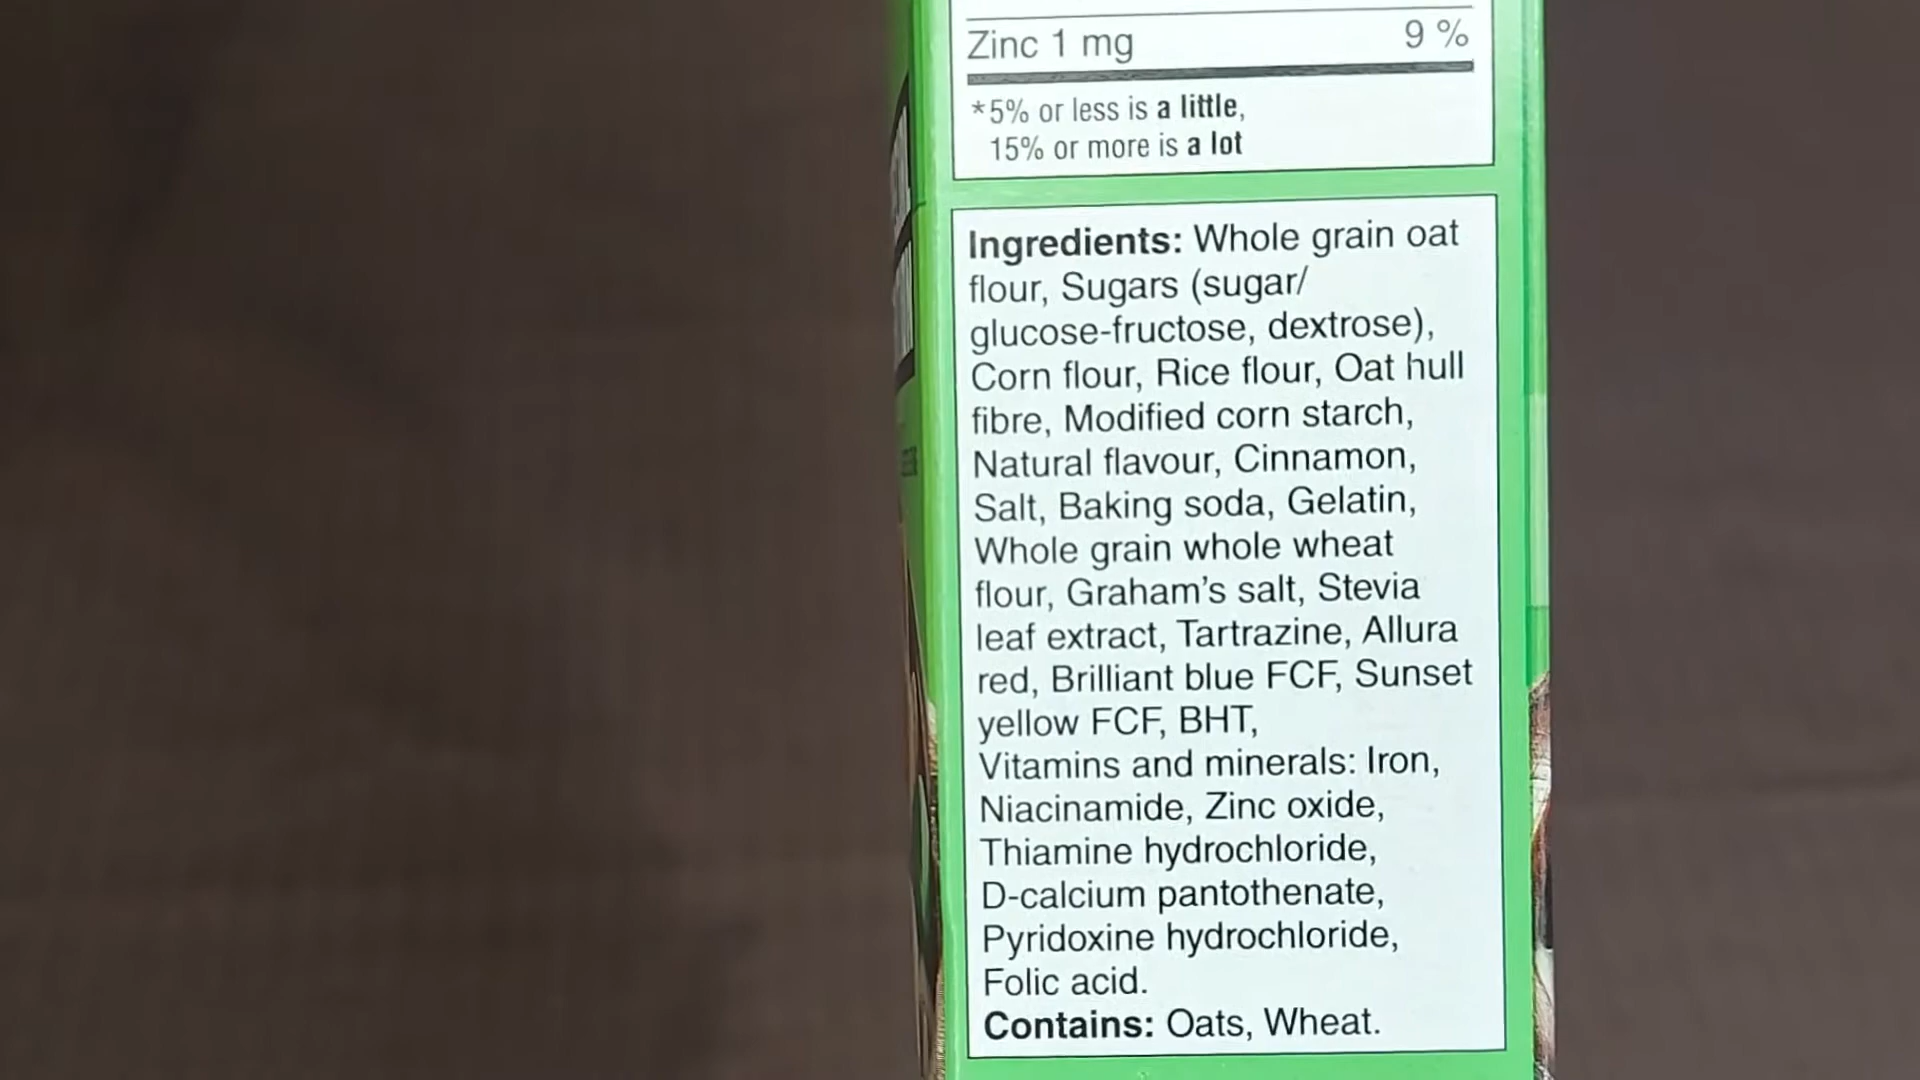 Zinc 1 mg 9 %
*5% or less is a little,
15% or more is a lot
Ingredients: Whole grain oat
flour, Sugars (sugar/
glucose-fructose, dextrose),
Corn flour, Rice flour, Oat hull
fibre, Modified corn starch,
Natural flavour, Cinnamon,
Salt, Baking soda, Gelatin,
Whole grain whole wheat
flour, Graham's salt, Stevia
leaf extract, Tartrazine, Allura
red, Brilliant blue FCF, Sunset
yellow FCF, BHT,
Vitamins and minerals: Iron,
Niacinamide, Zinc oxide,
Thiamine hydrochloride,
D-calcium pantothenate,
Pyridoxine hydrochloride,
Folic acid.
Contains: Oats, Wheat.